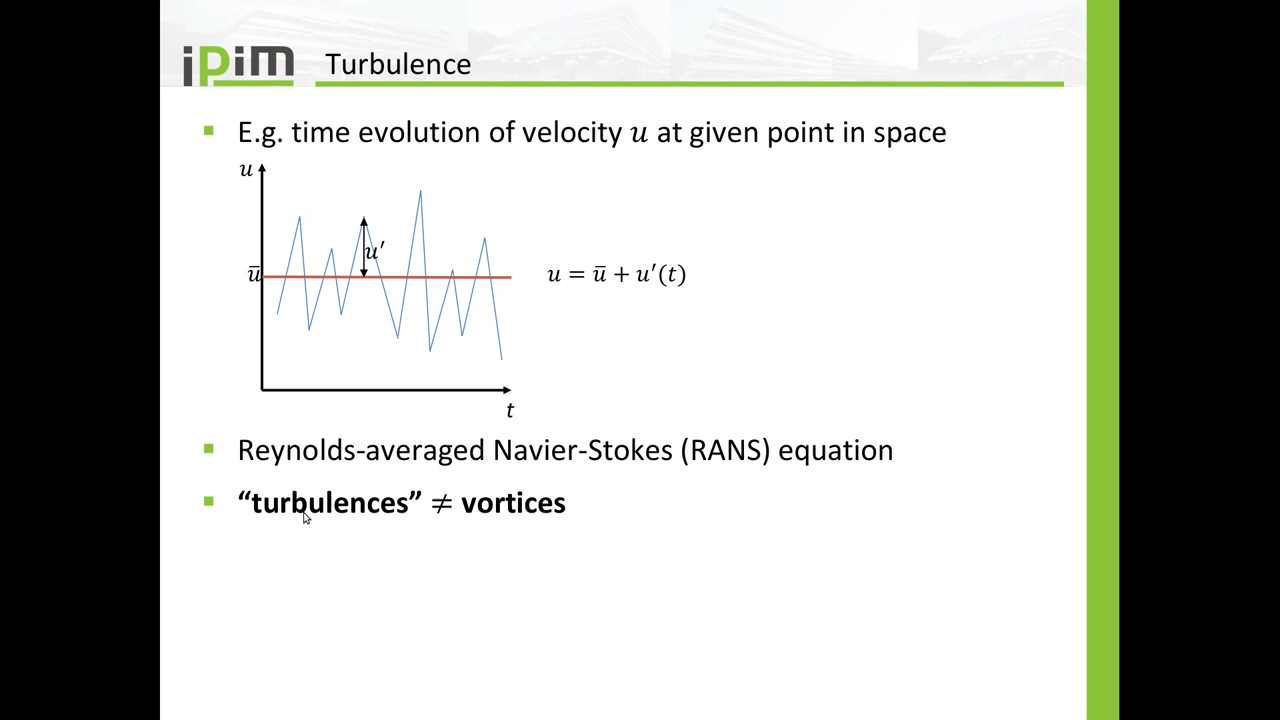 iPim
Turbulence
E.g. time evolution of velocity u at given point in space
u
u′
ū
u = ū + u′(t)
t
Reynolds-averaged Navier-Stokes (RANS) equation
“turbulences” ≠ vortices